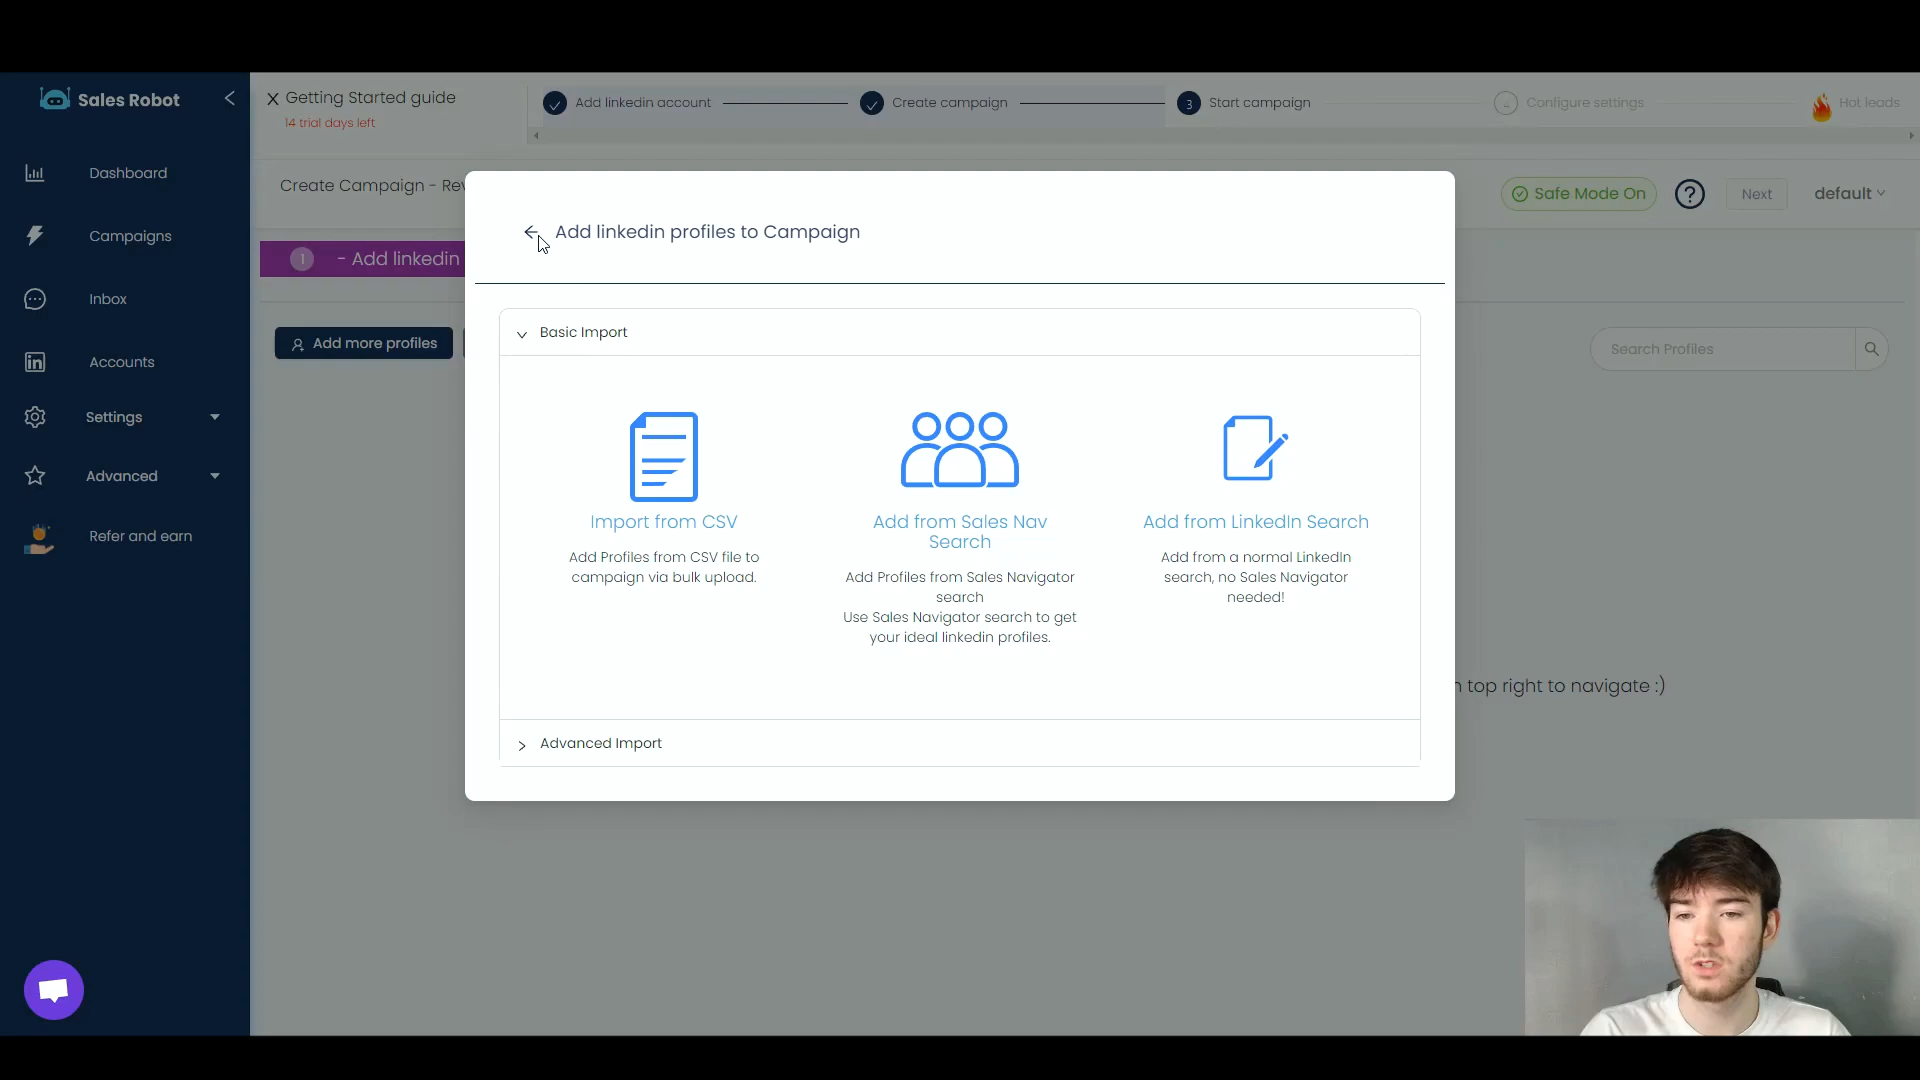 Sales Robot
Getting Started guide
14 trial days left
Add linkedin account
Create campaign
3
Start campaign
4
Configure settings
Hot leads
Dashboard
Campaigns
Inbox
Accounts
Settings
Advanced
Refer and earn
Create Campaign - Rev
Safe Mode On
?
Next
default
1 - Add linkedin
Add more profiles
Search Profiles
Add linkedin profiles to Campaign
Basic Import
Import from CSV
Add Profiles from CSV file to
campaign via bulk upload.
Add from Sales Nav
Search
Add Profiles from Sales Navigator
search
Use Sales Navigator search to get
your ideal linkedin profiles.
Add from LinkedIn Search
Add from a normal LinkedIn
search, no Sales Navigator
needed!
Advanced Import
top right to navigate :)